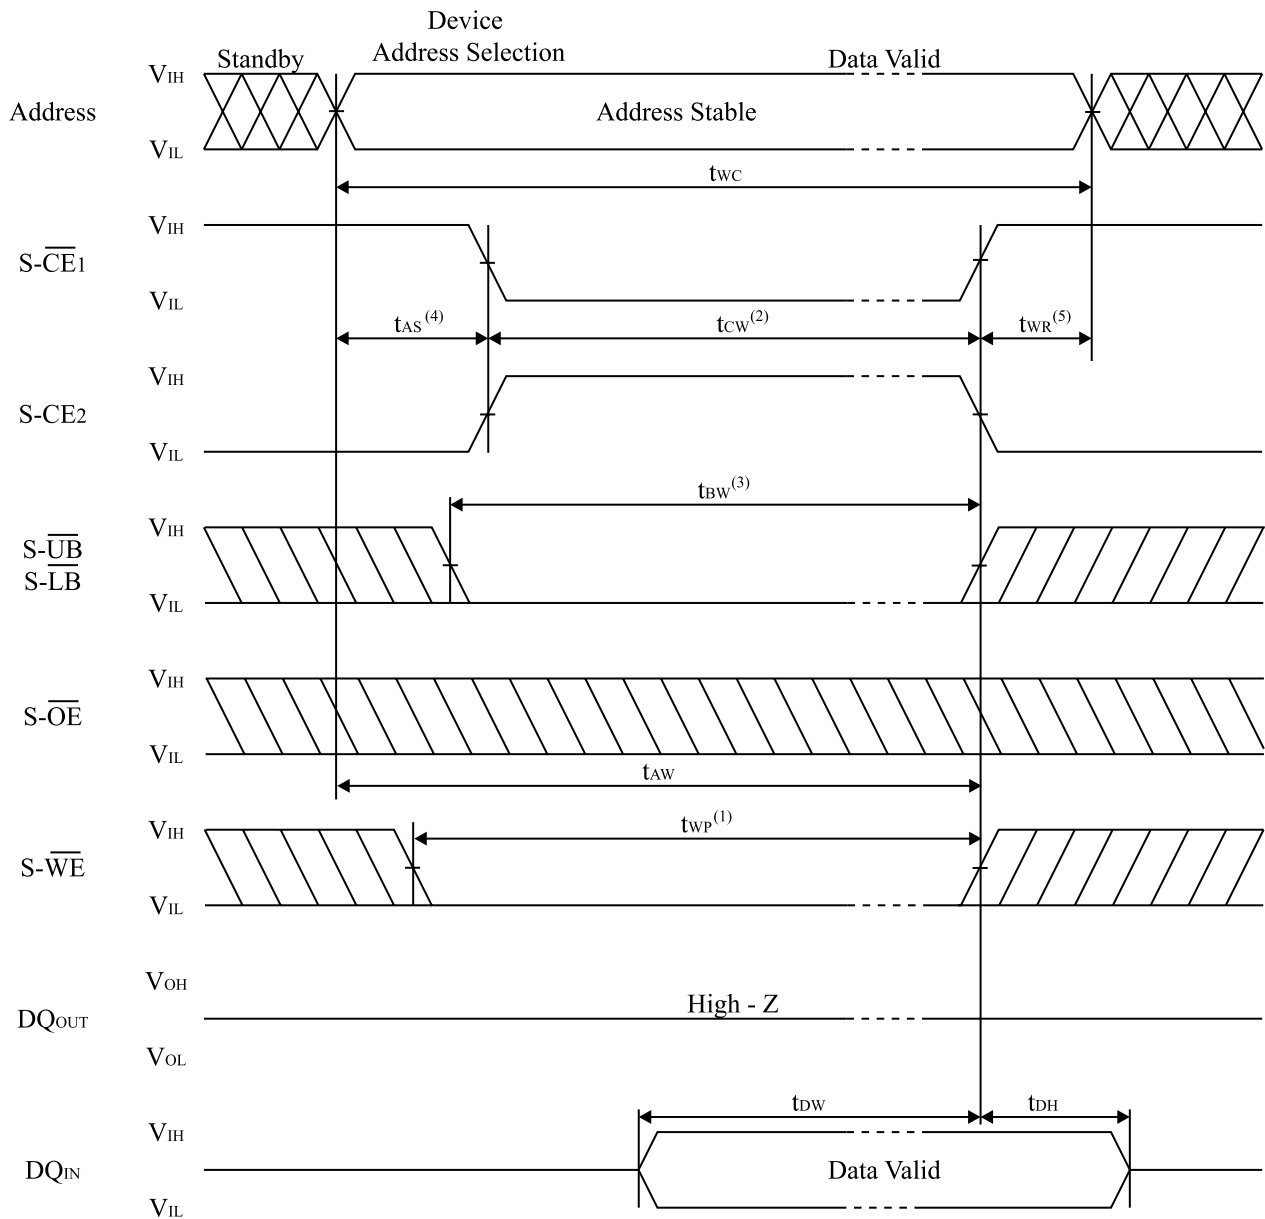 Device
Address Selection
Standby
Data Valid
VIH
Address
Address Stable
VIL
tWC
VIH
S-CE1
VIL
tAS(4)
tCW(2)
tWR(5)
VIH
S-CE2
VIL
tBW(3)
VIH
S-UB
S-LB
VIL
VIH
S-OE
VIL
tAW
VIH
tWP(1)
S-WE
VIL
VOH
High - Z
DQOUT
VOL
tDW
tDH
VIH
DQIN
Data Valid
VIL